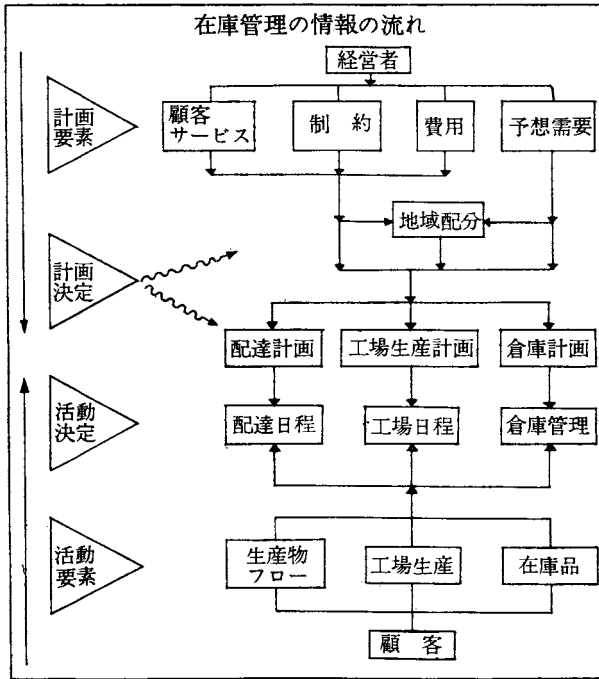 在庫管理の情報の流れ
経営者
計画
要素
顧客
サービス
制約
費用
予想需要
地域配分
計画
決定
配達計画
工場生産計画
倉庫計画
活動
決定
配達日程
工場日程
倉庫管理
活動
要素
生産物
フロー
工場生産
在庫品
顧客